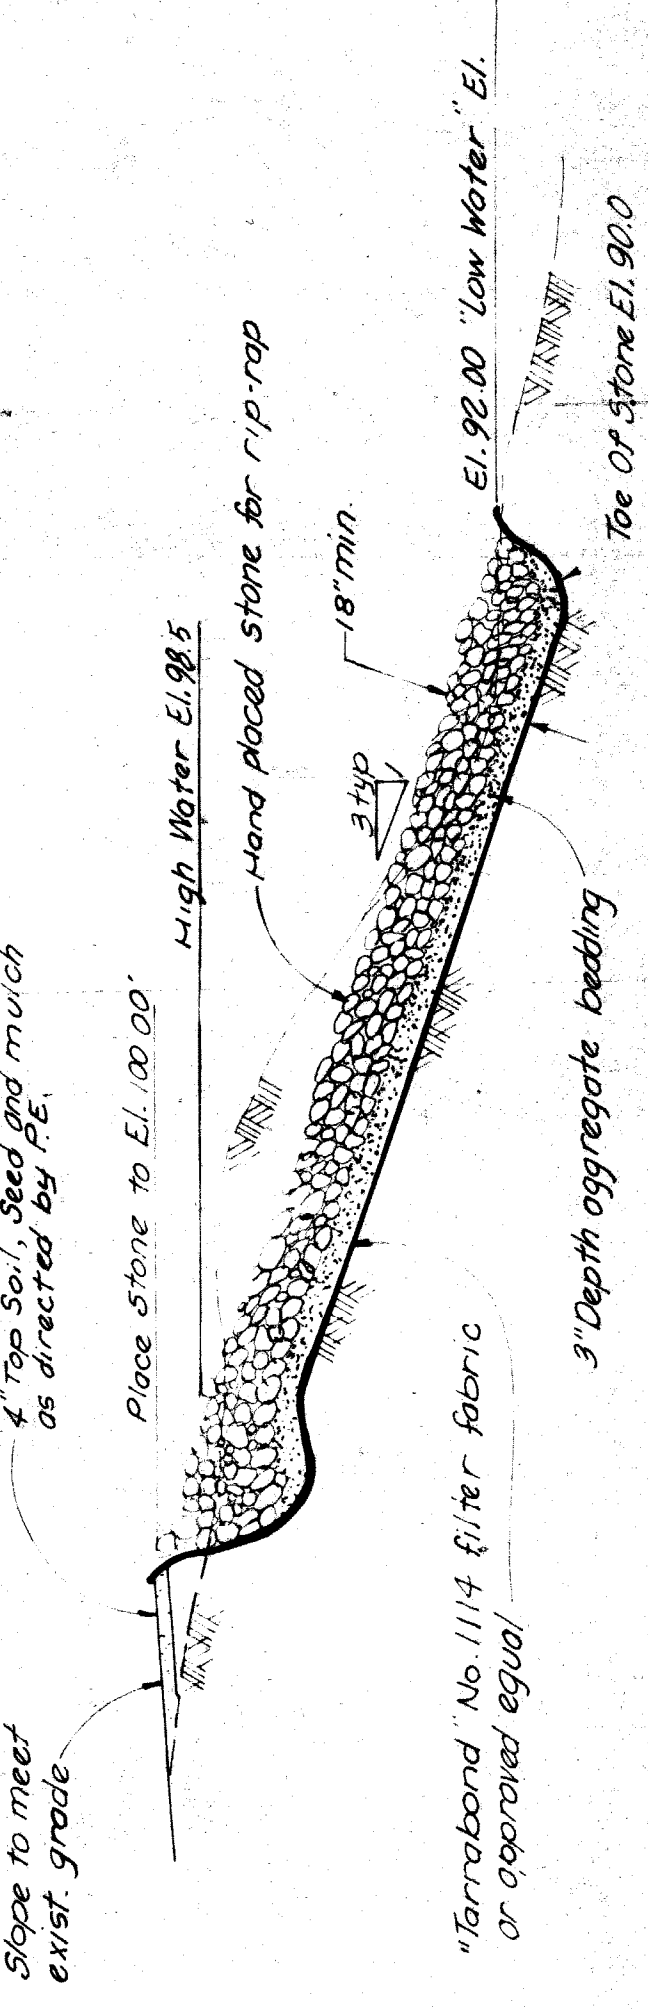 Slope to meet
exist. grade
4" Top Soil, Seed and mulch
as directed by P.E.
Place Stone to El. 100 00'
High Water El. 98.5
Hand placed stone for rip-rap
3 typ
18" min.
El. 92.00 "Low Water" El.
Toe Of Stone El. 90.0
3" Depth aggregate bedding
"Tarrabond" No. 1114 filter fabric
or approved equal